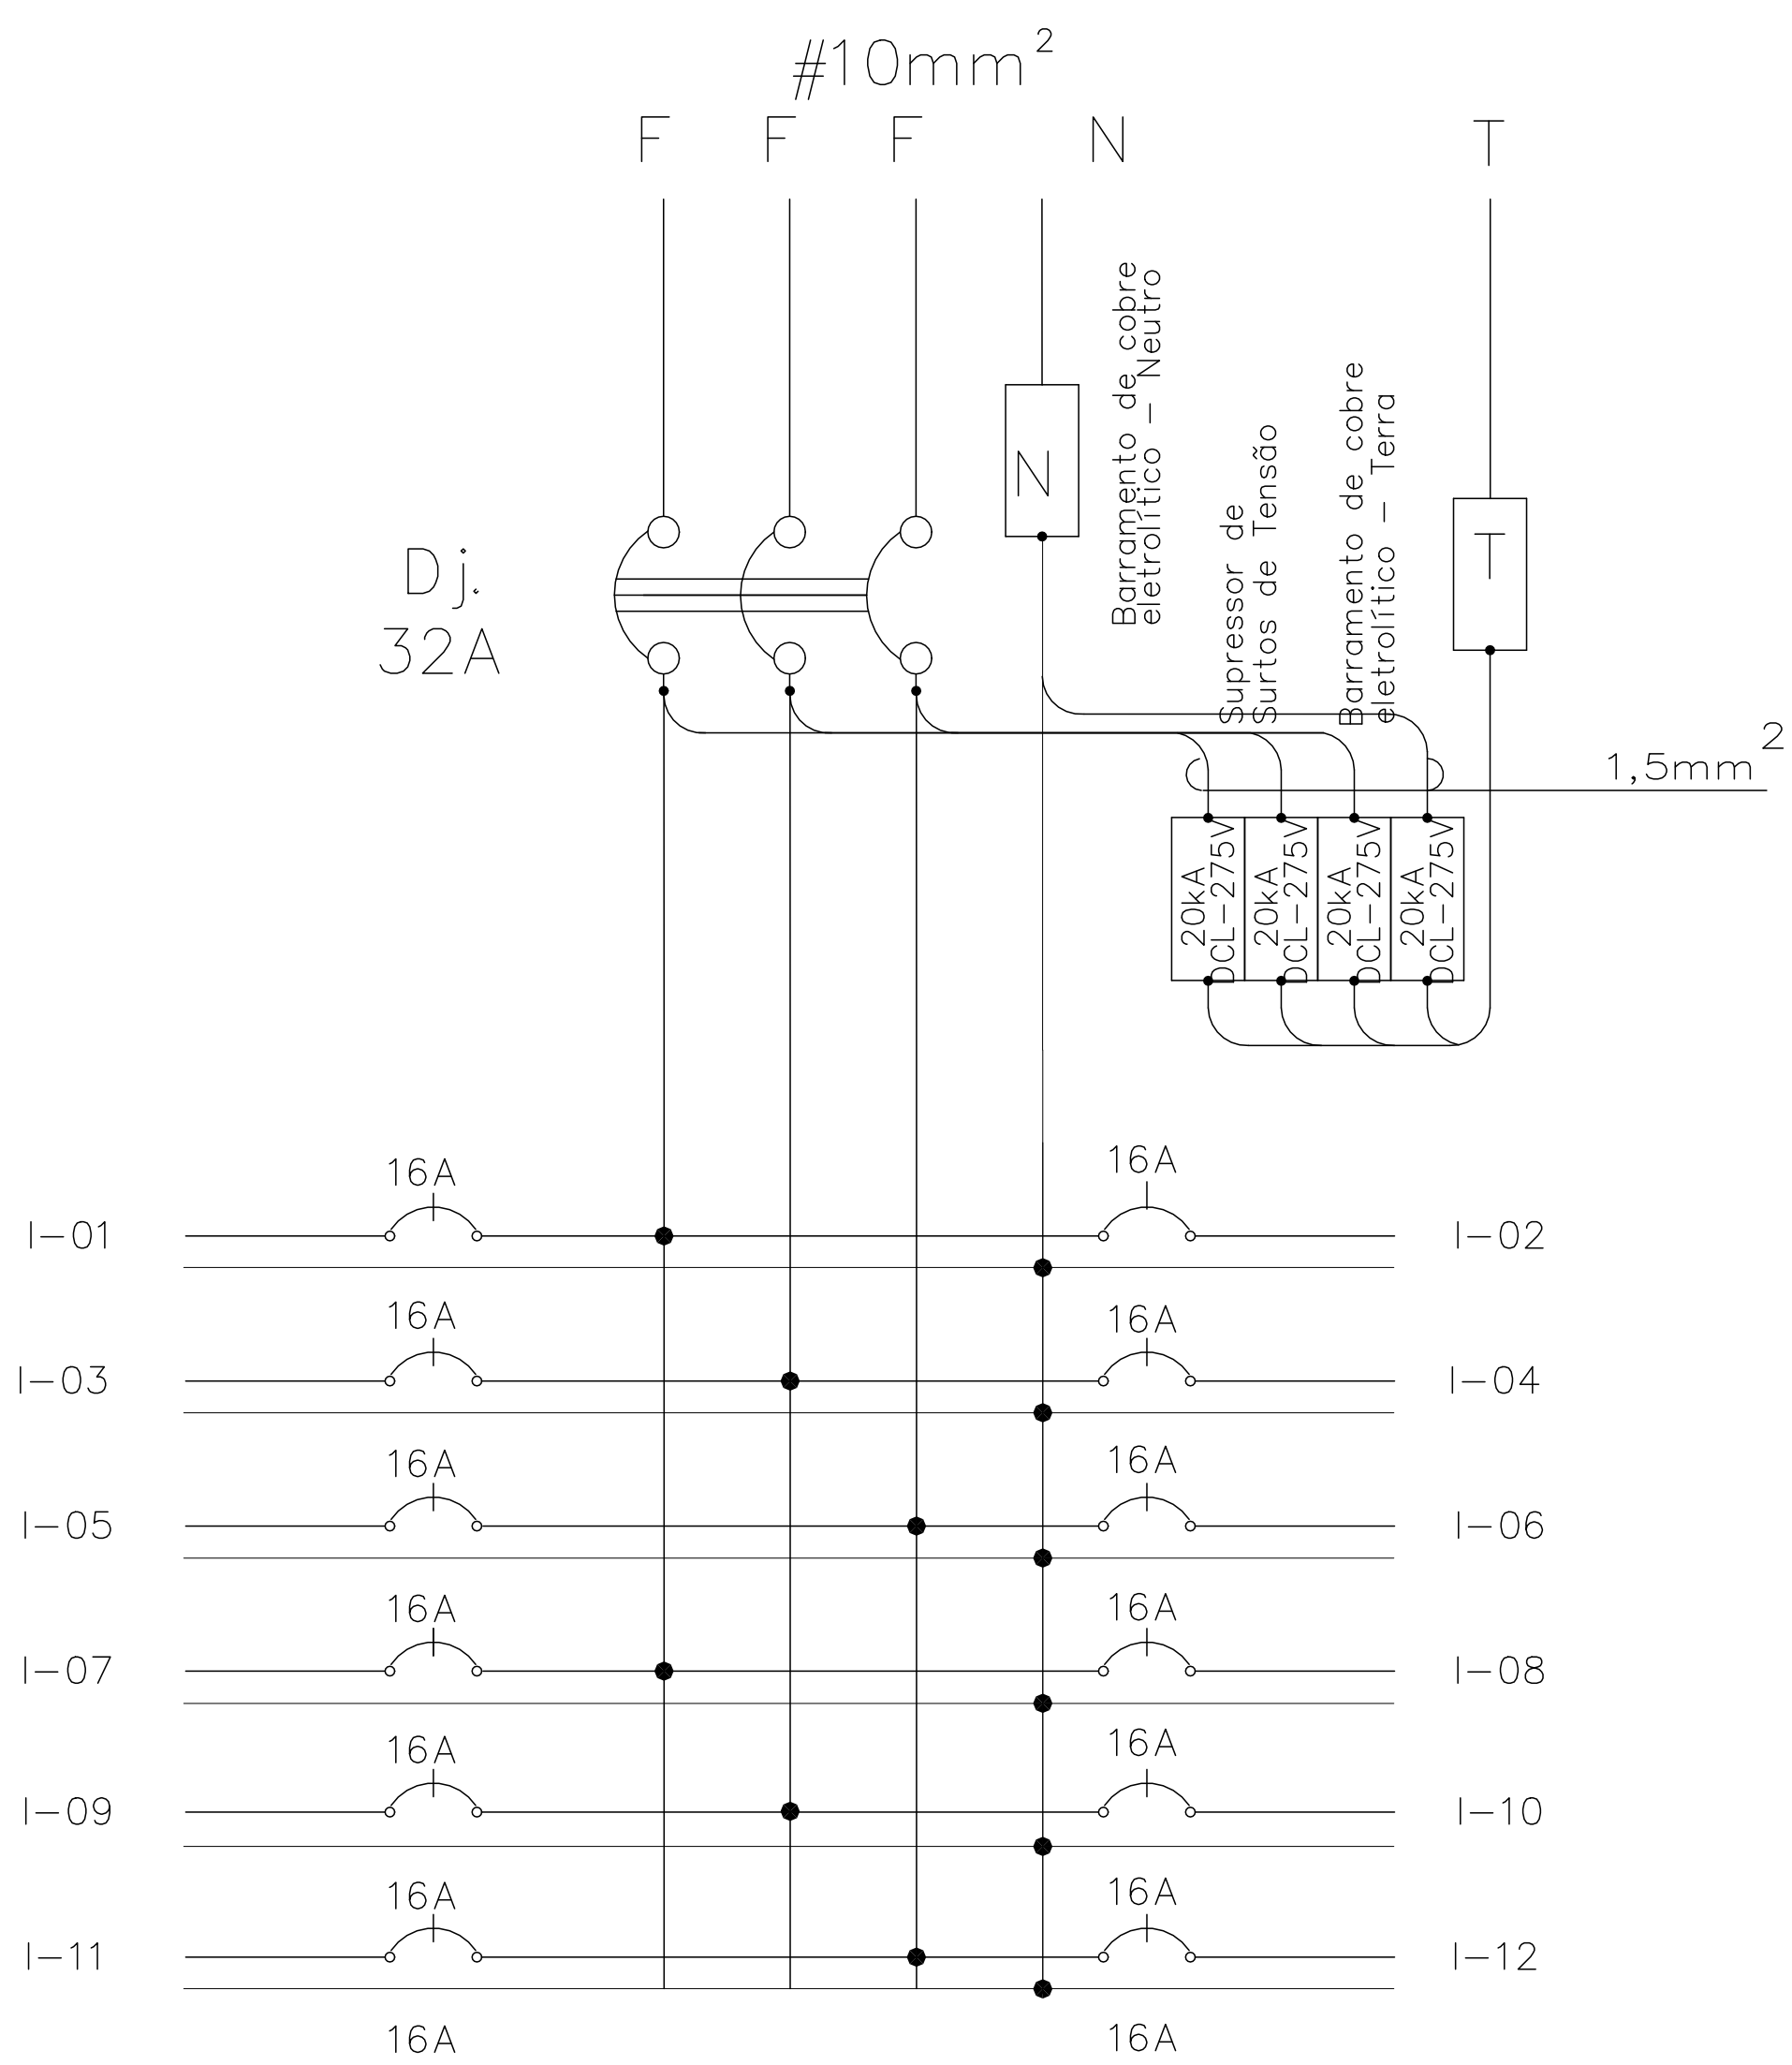 #10mm²
F F F N T
Barramento de cobre
eletrolítico - Neutro
Supressor de
Surtos de Tensão
Barramento de cobre
eletrolítico - Terra
N
T
Dj.
32A
1,5mm²
20kA
DCL-275V
20kA
DCL-275V
20kA
DCL-275V
20kA
DCL-275V
16A 16A
I-01 I-02
16A 16A
I-03 I-04
16A 16A
I-05 I-06
16A 16A
I-07 I-08
16A 16A
I-09 I-10
16A 16A
I-11 I-12
16A 16A